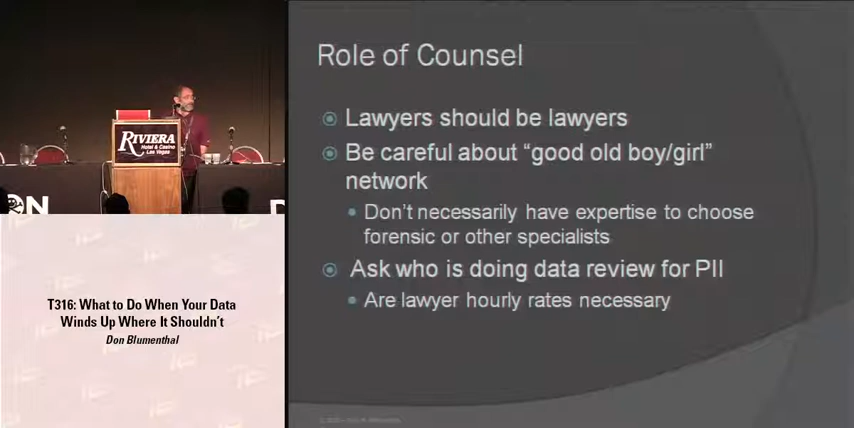 RIVIERA
Hotel & Casino
Las Vegas
ON
D
T316: What to Do When Your Data
Winds Up Where It Shouldn't
Don Blumenthal
Role of Counsel
Lawyers should be lawyers
Be careful about “good old boy/girl”
network
Don't necessarily have expertise to choose
forensic or other specialists
Ask who is doing data review for PII
Are lawyer hourly rates necessary